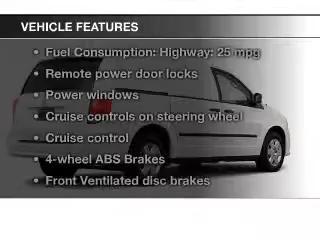 VEHICLE FEATURES
• Fuel Consumption: Highway: 25 mpg
• Remote power door locks
• Power windows
• Cruise controls on steering wheel
• Cruise control
• 4-wheel ABS Brakes
• Front Ventilated disc brakes